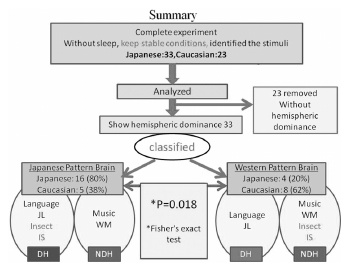 Summary
Complete experiment
Without sleep, keep stable conditions, identified the stimuli
Japanese:33,Caucasian:23
Analyzed
23 removed
Without
hemispheric
dominance
Show hemispheric dominance 33
classified
Japanese Pattern Brain
Japanese: 16 (80%)
Caucasian: 5 (38%)
Western Pattern Brain
Japanese: 4 (20%)
Caucasian: 8 (62%)
Language
JL
Insect
IS
DH
Music
WM
NDH
*P=0.018
*Fisher's exact
test
Language
JL
DH
Music
WM
Insect
IS
NDH